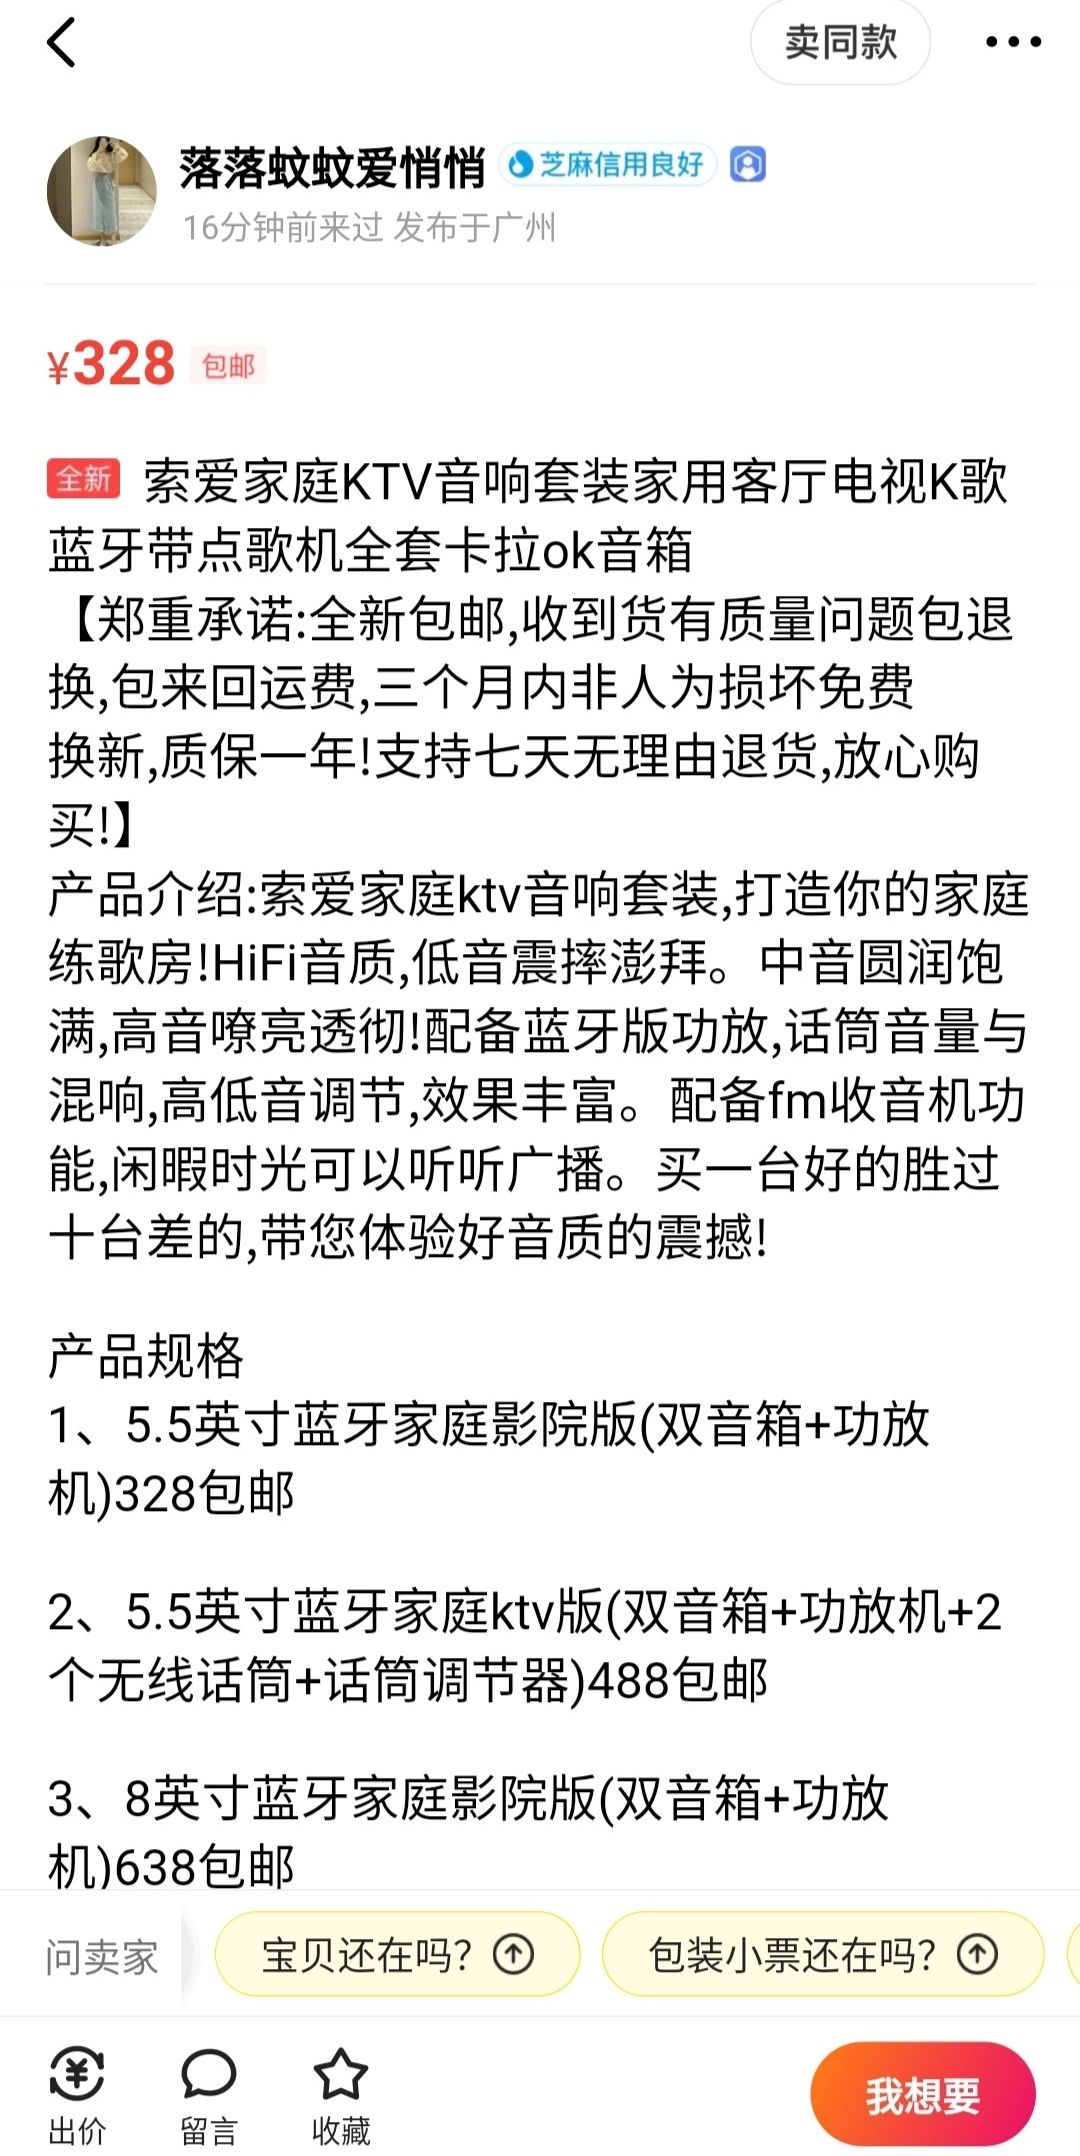 卖同款
落落蚊蚊爱悄悄 芝麻信用良好
16分钟前来过 发布于广州
¥328 包邮
全新 索爱家庭KTV音响套装家用客厅电视K歌
蓝牙带点歌机全套卡拉ok音箱
【郑重承诺:全新包邮,收到货有质量问题包退
换,包来回运费,三个月内非人为损坏免费
换新,质保一年!支持七天无理由退货,放心购
买!】
产品介绍:索爱家庭ktv音响套装,打造你的家庭
练歌房!HiFi音质,低音震摔澎拜。中音圆润饱
满,高音嘹亮透彻!配备蓝牙版功放,话筒音量与
混响,高低音调节,效果丰富。配备fm收音机功
能,闲暇时光可以听听广播。买一台好的胜过
十台差的,带您体验好音质的震撼!
产品规格
1、5.5英寸蓝牙家庭影院版(双音箱+功放
机)328包邮
2、5.5英寸蓝牙家庭ktv版(双音箱+功放机+2
个无线话筒+话筒调节器)488包邮
3、8英寸蓝牙家庭影院版(双音箱+功放
机)638包邮
问卖家 宝贝还在吗? 包装小票还在吗?
出价 留言 收藏 我想要